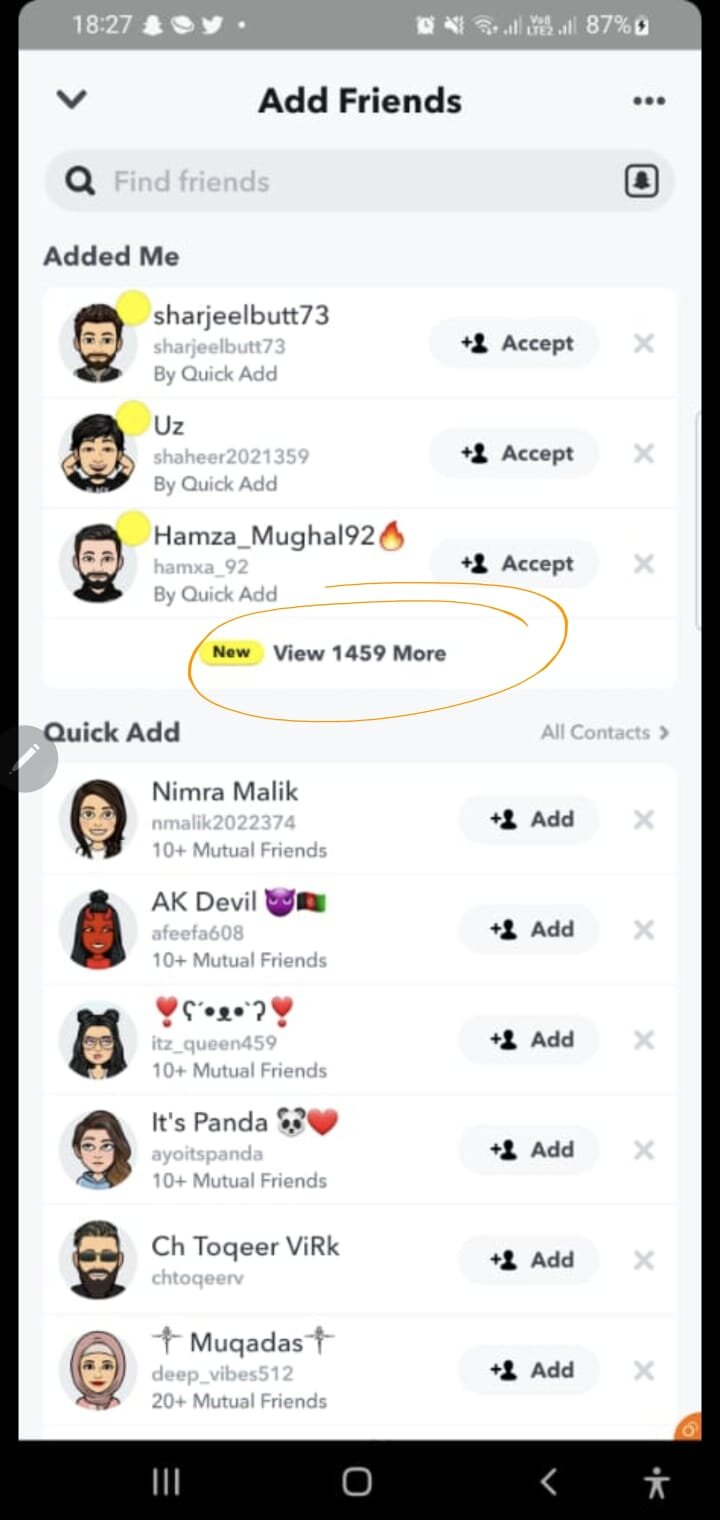 18:27
Vo)) LTE2 87%
Add Friends
Find friends
Added Me
sharjeelbutt73
sharjeelbutt73
By Quick Add
Accept
Uz
shaheer2021359
By Quick Add
Accept
Hamza_Mughal92🔥
hamxa_92
By Quick Add
Accept
New View 1459 More
Quick Add
All Contacts >
Nimra Malik
nmalik2022374
10+ Mutual Friends
Add
AK Devil 😈🇦🇫
afeefa608
10+ Mutual Friends
Add
❣️ʕ´•ᴥ•`ʔ❣️
itz_queen459
10+ Mutual Friends
Add
It's Panda 🐼❤️
ayoitspanda
10+ Mutual Friends
Add
Ch Toqeer ViRk
chtoqeerv
Add
Muqadas
deep_vibes512
20+ Mutual Friends
Add